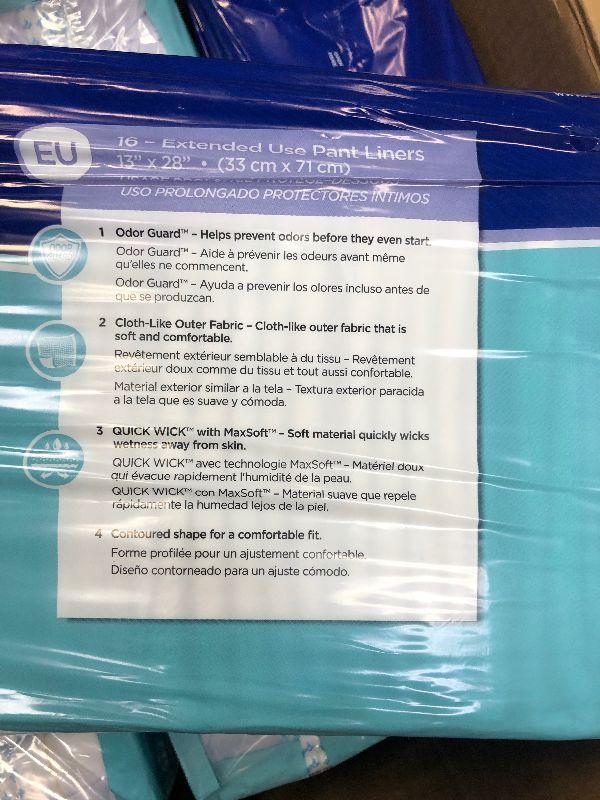 EU
16 – Extended Use Pant Liners
13" x 28" • (33 cm x 71 cm)
USO PROLONGADO PROTECTORES ÍNTIMOS
1 Odor Guard™ – Helps prevent odors before they even start.
Odor Guard™ – Aide à prévenir les odeurs avant même
qu'elles ne commencent.
Odor Guard™ – Ayuda a prevenir los olores incluso antes de
que se produzcan.
2 Cloth-Like Outer Fabric – Cloth-like outer fabric that is
soft and comfortable.
Revêtement extérieur semblable à du tissu – Revêtement
extérieur doux comme du tissu et tout aussi confortable.
Material exterior similar a la tela – Textura exterior paracida
a la tela que es suave y cómoda.
3 QUICK WICK™ with MaxSoft™ – Soft material quickly wicks
wetness away from skin.
QUICK WICK™ avec technologie MaxSoft™ – Matériel doux
qui évacue rapidement l'humidité de la peau.
QUICK WICK™ con MaxSoft™ – Material suave que repele
rápidamente la humedad lejos de la piel.
4 Contoured shape for a comfortable fit.
Forme profilée pour un ajustement confortable.
Diseño contorneado para un ajuste cómodo.